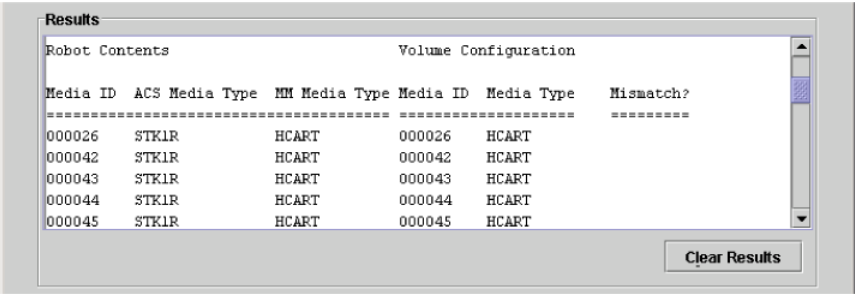 Results
Robot Contents Volume Configuration
Media ID ACS Media Type MM Media Type Media ID Media Type Mismatch?
======================================= ==================== =========
000026 STK1R HCART 000026 HCART
000042 STK1R HCART 000042 HCART
000043 STK1R HCART 000043 HCART
000044 STK1R HCART 000044 HCART
000045 STK1R HCART 000045 HCART
Clear Results